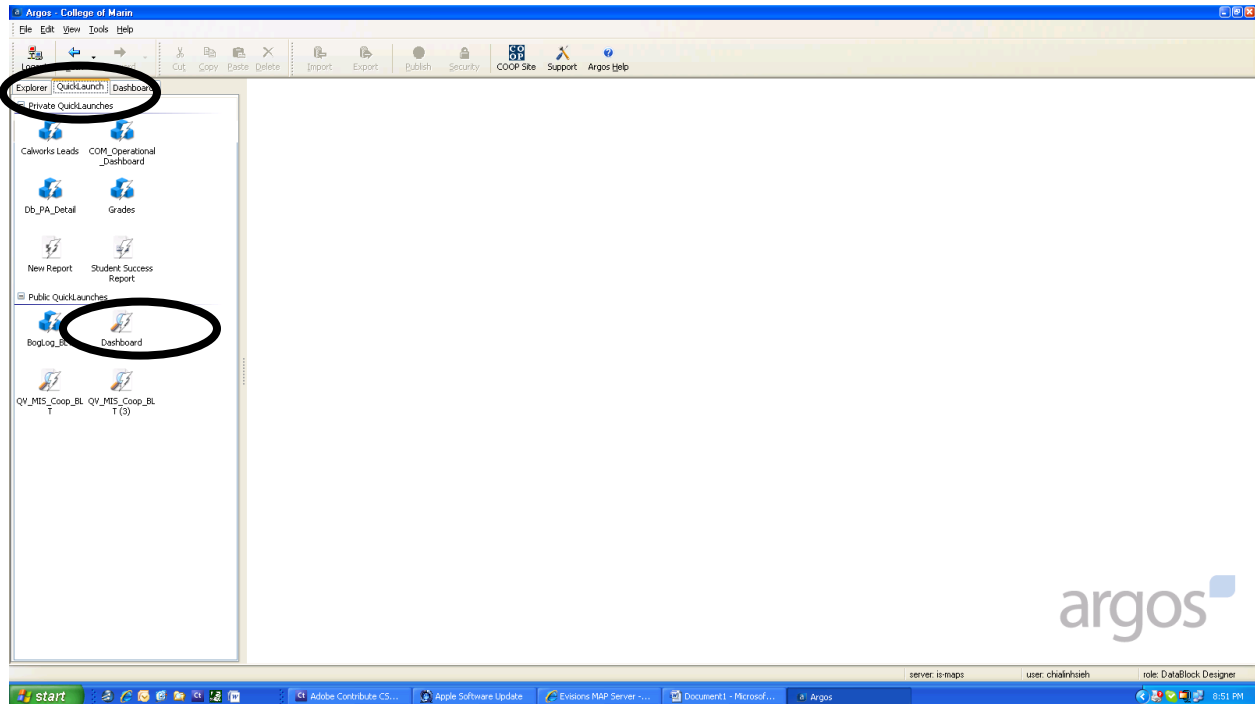 Argos - College of Marin
File Edit View Tools Help
Cut Copy Paste Delete Import Export Publish Security COOP Site Support Argos Help
CO
OP
Explorer QuickLaunch Dashboard
Private QuickLaunches
Calworks Leads COM_Operational
_Dashboard
Db_PA_Detail Grades
New Report Student Success
Report
Public QuickLaunches
Dashboard
QV_MIS_Coop_BL QV_MIS_Coop_BL
T T (3)
argos
server: is-maps user: chialinhsieh role: DataBlock Designer
start Adobe Contribute CS... Apple Software Update Evisions MAP Server -... Document1 - Microsof... Argos 8:51 PM